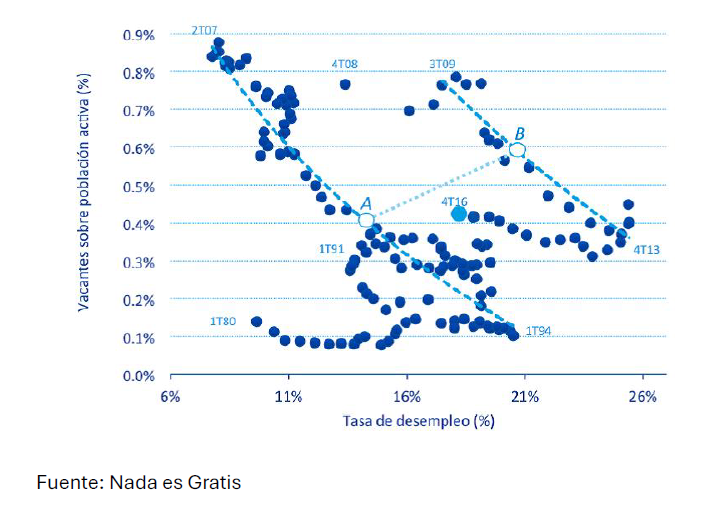 Vacantes sobre población activa (%)
0.9%
0.8%
0.7%
0.6%
0.5%
0.4%
0.3%
0.2%
0.1%
0.0%
2T07
4T08
3T09
B
A
4T16
1T91
4T13
1T80
1T94
6%
11%
16%
21%
26%
Tasa de desempleo (%)
Fuente: Nada es Gratis